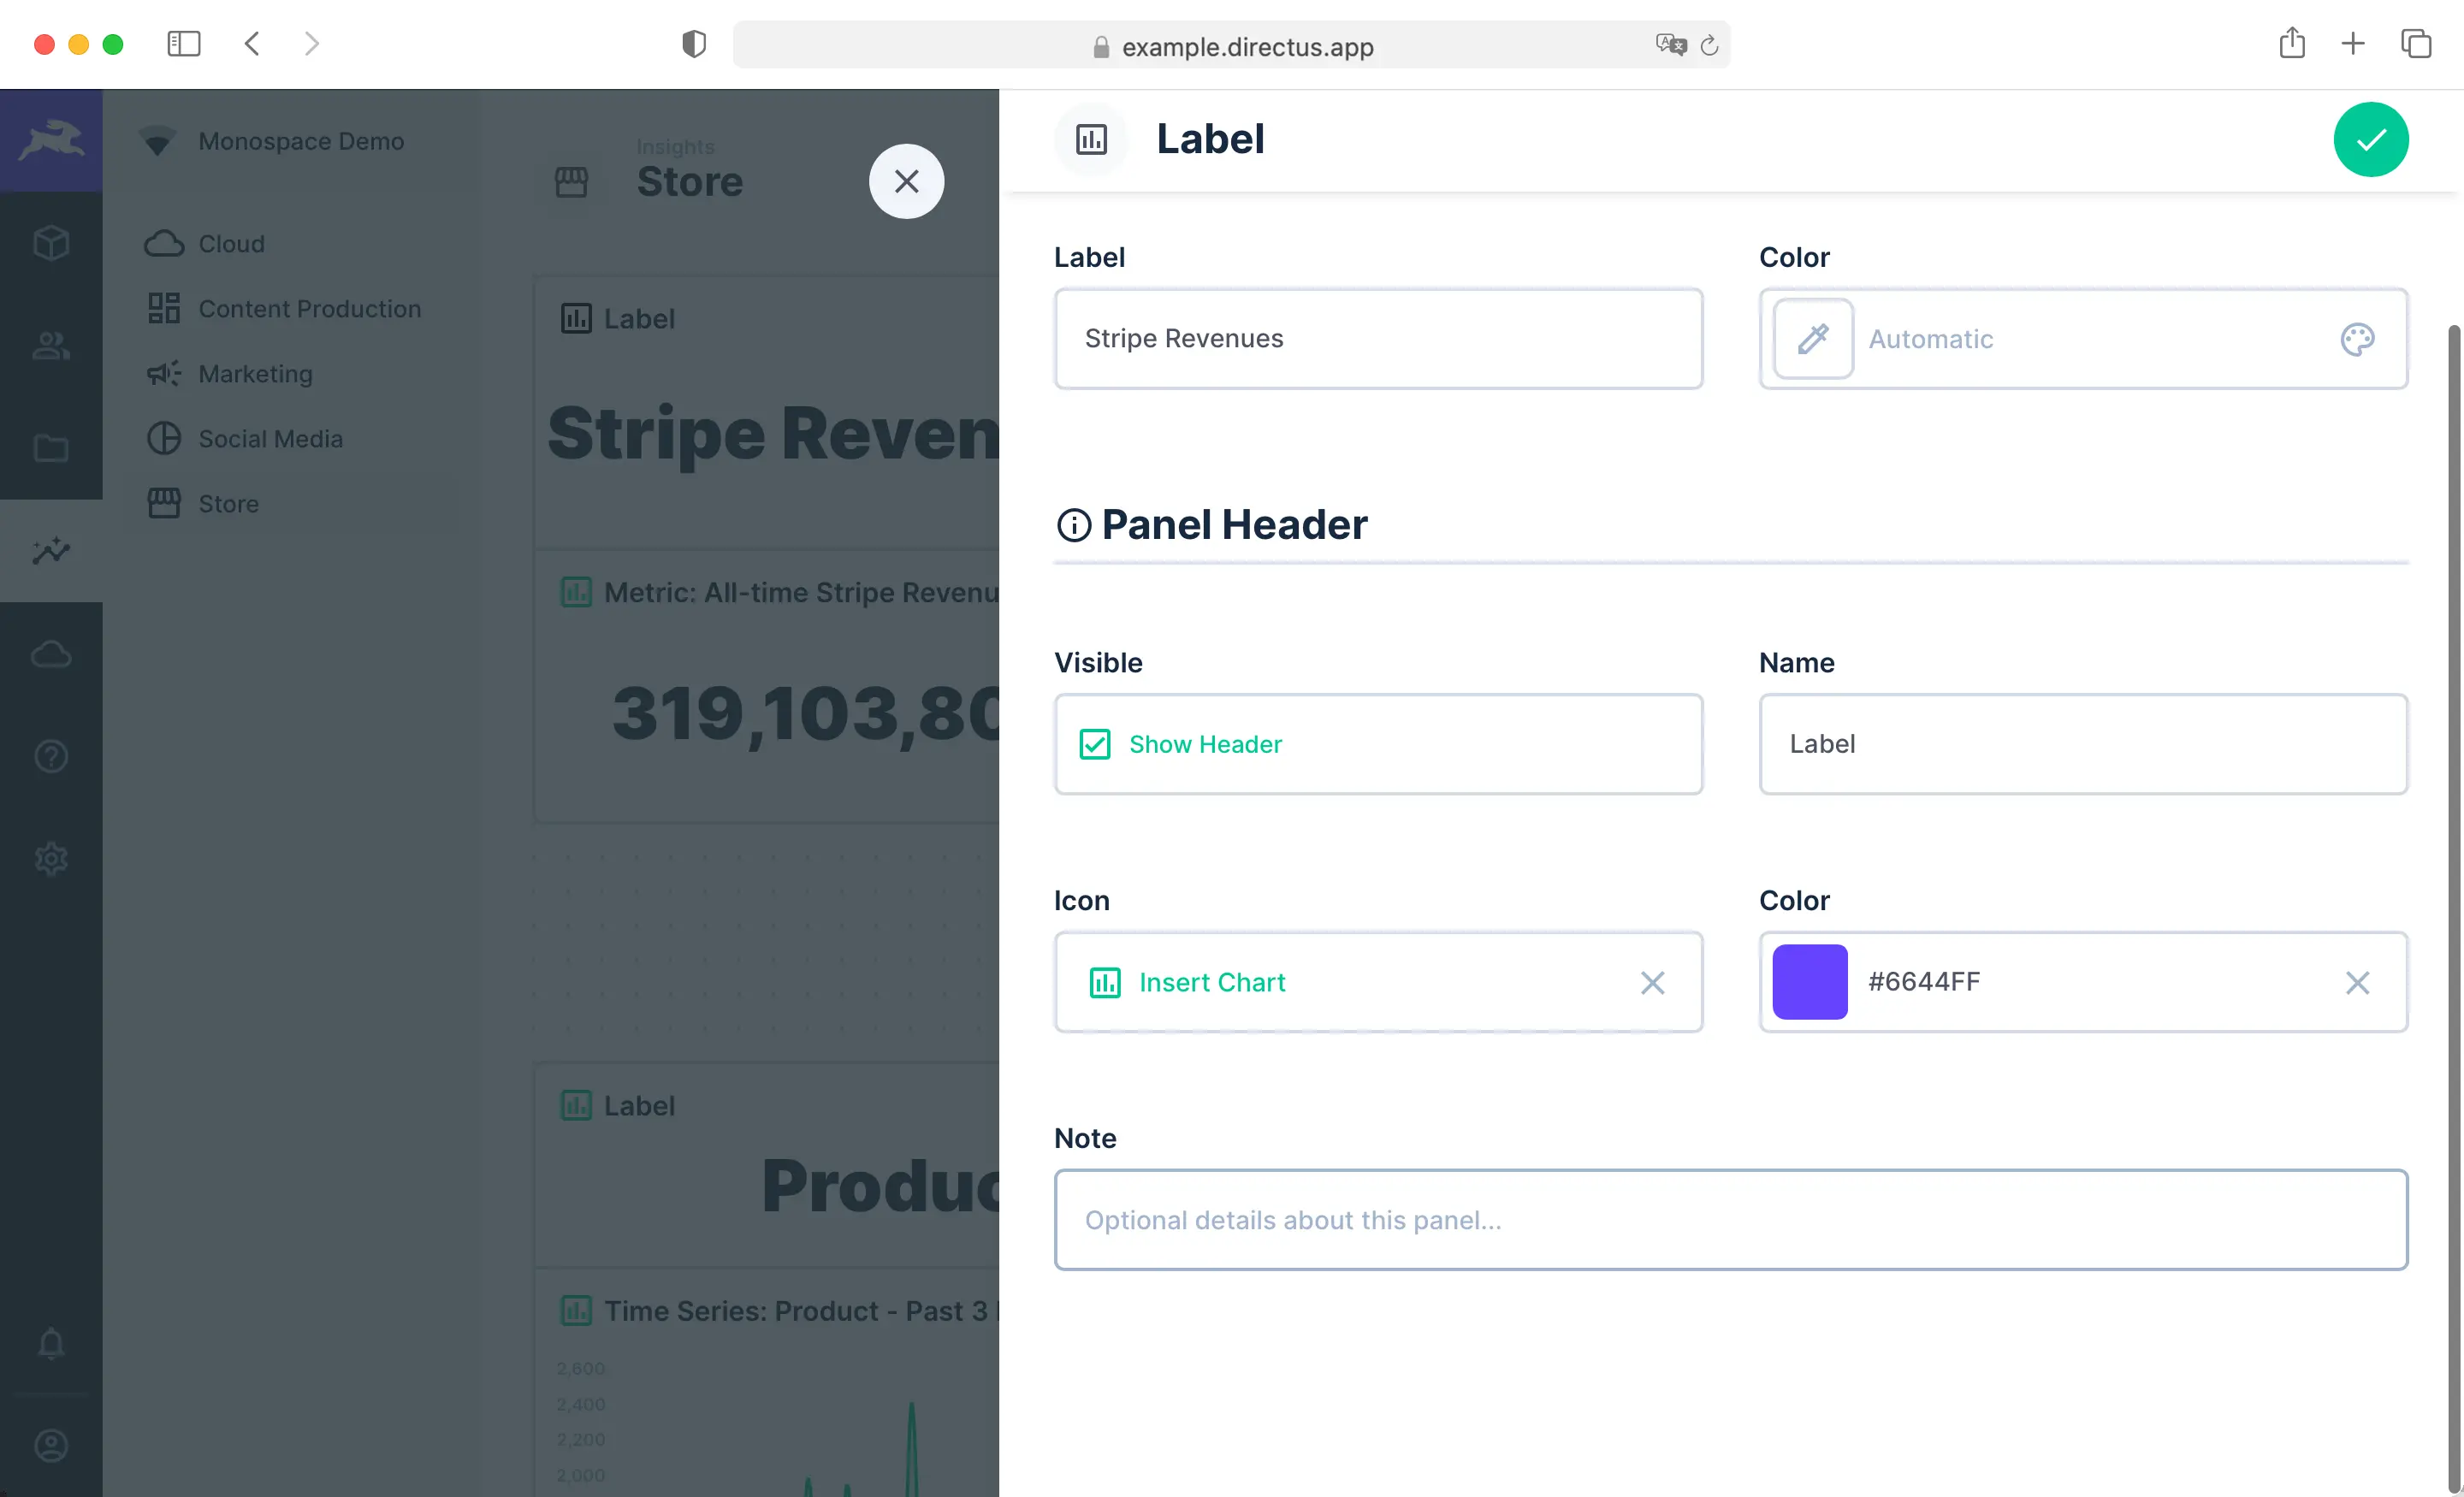 example.directus.app
Monospace Demo
Cloud
Content Production
Marketing
Social Media
Store
Insights
Store
Label
Stripe Reven
Metric: All-time Stripe Revenu
319,103,80
Label
Produc
Time Series: Product - Past 3
2,600
2,400
2,200
2,000
Label
Label
Stripe Revenues
Color
Automatic
Panel Header
Visible
Show Header
Name
Label
Icon
Insert Chart
Color
#6644FF
Note
Optional details about this panel...